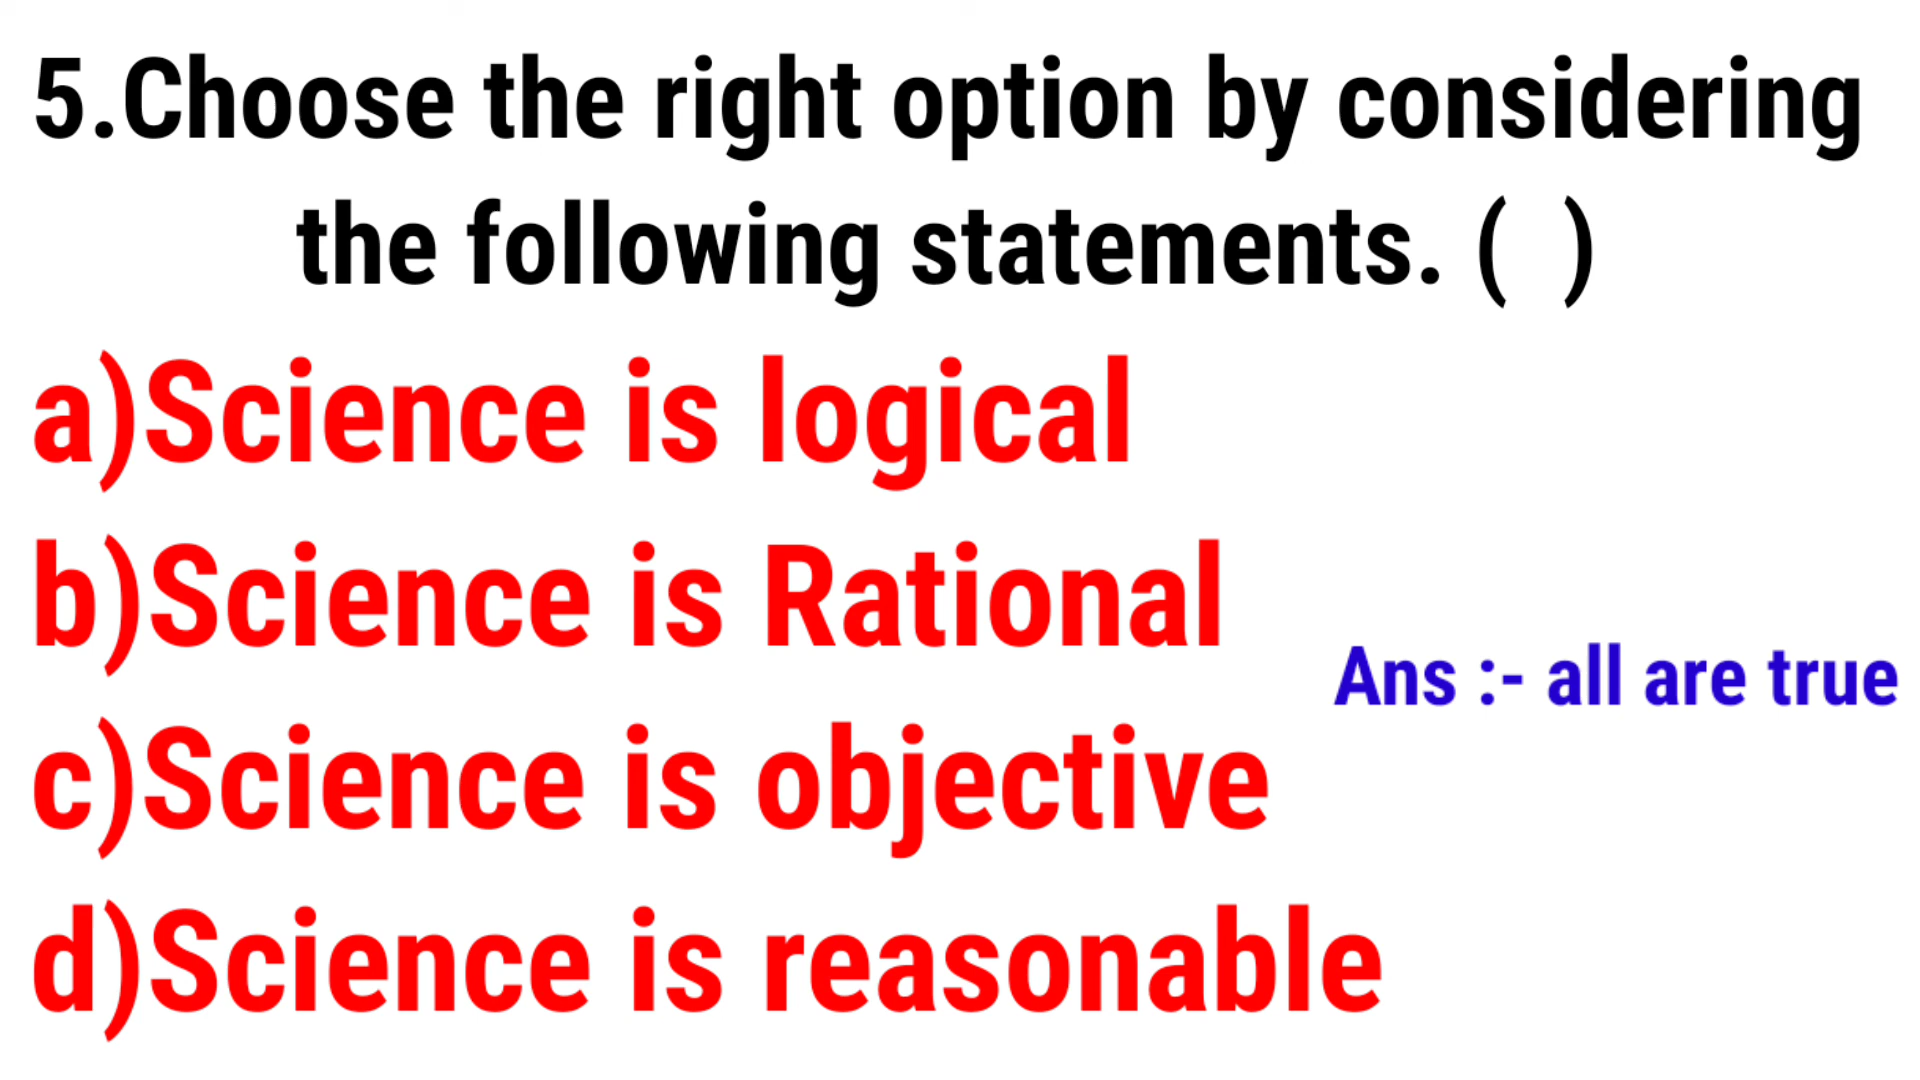 5.Choose the right option by considering
the following statements. ( )
a)Science is logical
b)Science is Rational
Ans :- all are true
c)Science is objective
d)Science is reasonable